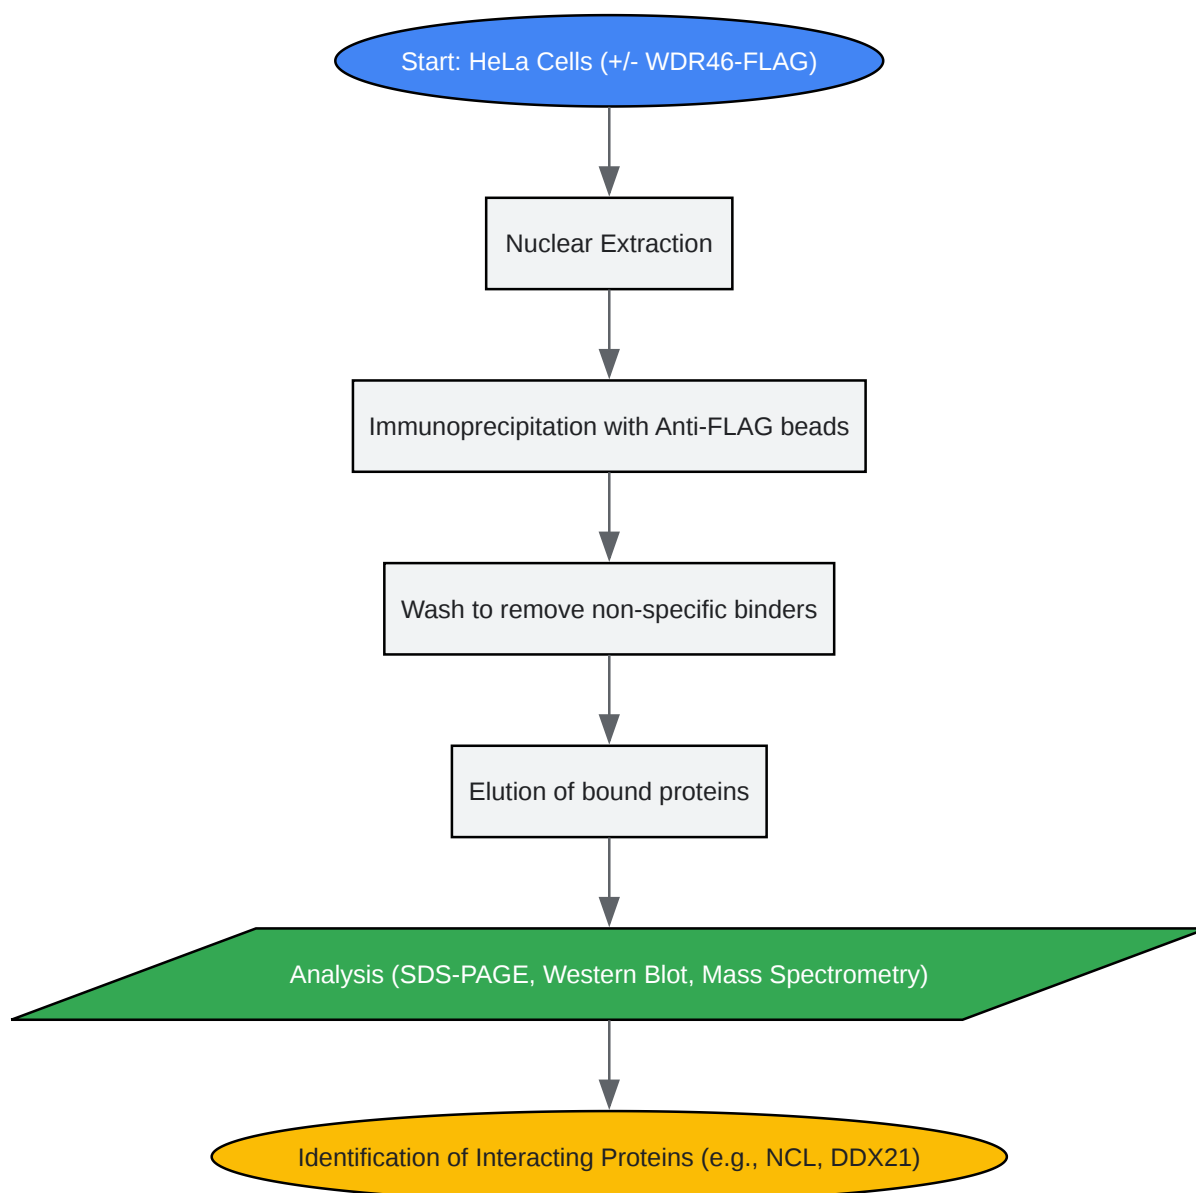 Start: HeLa Cells (+/- WDR46-FLAG)
Nuclear Extraction
Immunoprecipitation with Anti-FLAG beads
Wash to remove non-specific binders
Elution of bound proteins
Analysis (SDS-PAGE, Western Blot, Mass Spectrometry)
Identification of Interacting Proteins (e.g., NCL, DDX21)